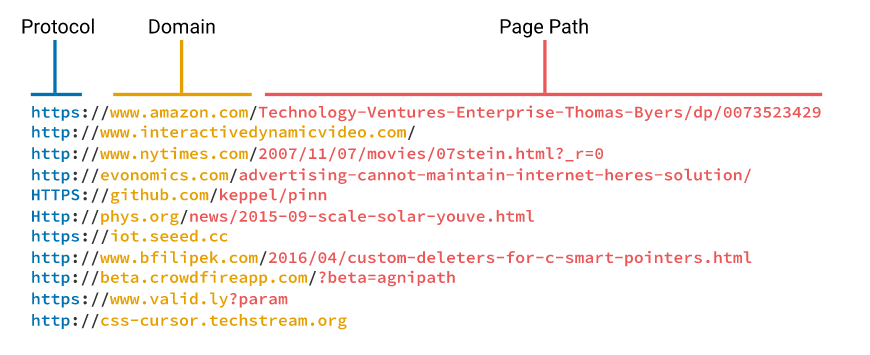 Protocol Domain Page Path
https://www.amazon.com/Technology-Ventures-Enterprise-Thomas-Byers/dp/0073523429
http://www.interactivedynamicvideo.com/
http://www.nytimes.com/2007/11/07/movies/07stein.html?_r=0
http://evonomics.com/advertising-cannot-maintain-internet-heres-solution/
HTTPS://github.com/keppel/pinn
Http://phys.org/news/2015-09-scale-solar-youve.html
https://iot.seeed.cc
http://www.bfilipek.com/2016/04/custom-deleters-for-c-smart-pointers.html
http://beta.crowdfireapp.com/?beta=agnipath
https://www.valid.ly?param
http://css-cursor.techstream.org